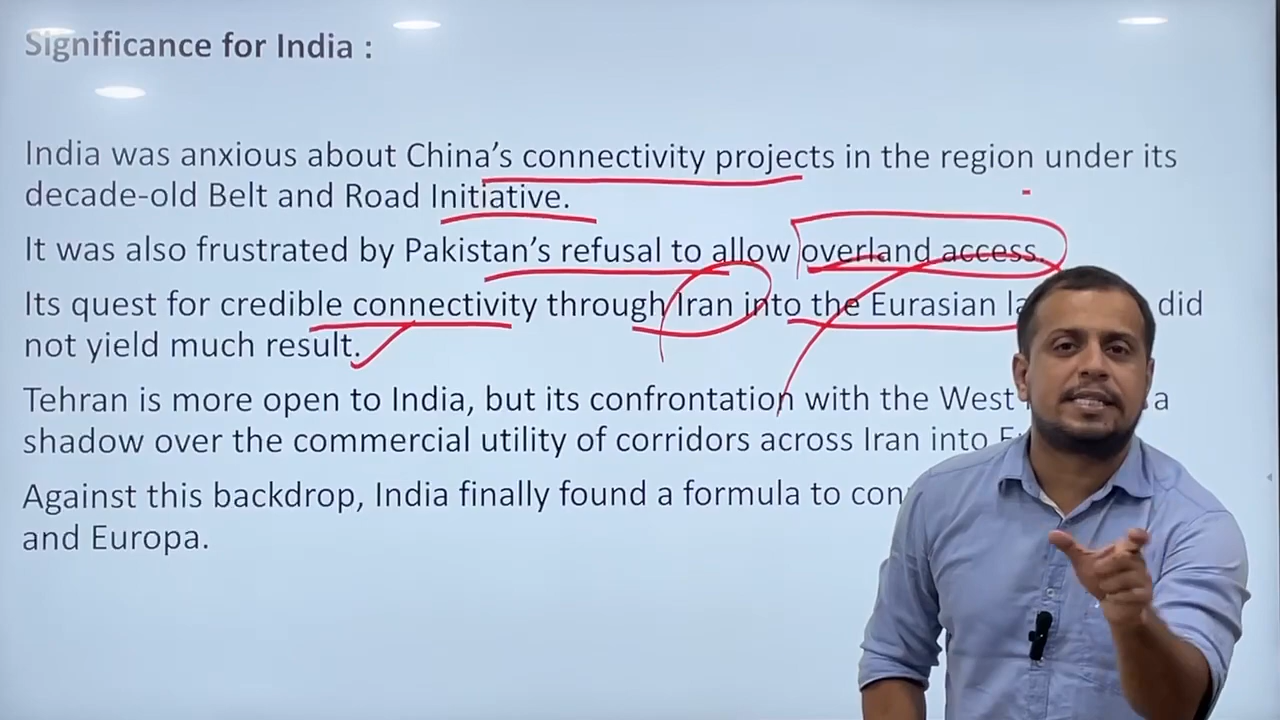 Significance for India :
India was anxious about China's connectivity projects in the region under its
decade-old Belt and Road Initiative.
It was also frustrated by Pakistan's refusal to allow overland access.
Its quest for credible connectivity through Iran into the Eurasian did
not yield much result.
Tehran is more open to India, but its confrontation with the West a
shadow over the commercial utility of corridors across Iran into
Against this backdrop, India finally found a formula to
and Europa.